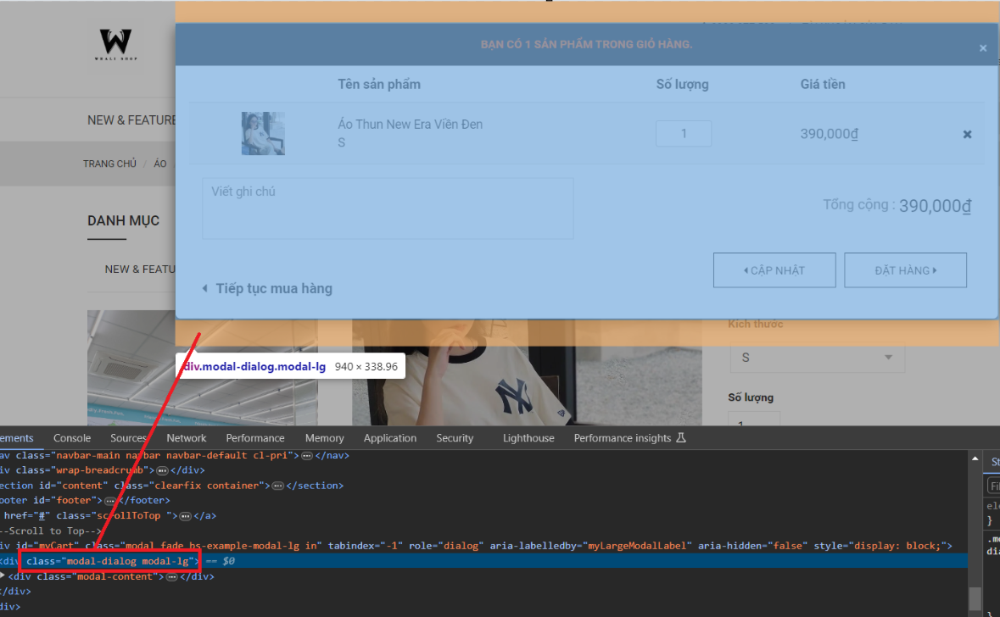 BẠN CÓ 1 SẢN PHẨM TRONG GIỎ HÀNG.
×
WHALI SHOP
Tên sản phẩm Số lượng Giá tiền
NEW & FEATURE
Áo Thun New Era Viền Đen 1 390,000₫ ×
S
TRANG CHỦ / ÁO
Viết ghi chú
Tổng cộng : 390,000₫
DANH MỤC
NEW & FEATU
CẬP NHẬT ĐẶT HÀNG
Tiếp tục mua hàng
Kích thước
div.modal-dialog.modal-lg 940 × 338.96
S
Số lượng
1
ements Console Sources Network Performance Memory Application Security Lighthouse Performance insights
av class="navbar-main navbar navbar-default cl-pri">…</nav>
iv class="wrap-breadcrumb">…</div>
ection id="content" class="clearfix container">…</section>
ooter id="footer">…</footer>
href="#" class="scrollToTop ">…</a>
--Scroll to Top--
iv id="myCart" class="modal fade bs-example-modal-lg in" tabindex="-1" role="dialog" aria-labelledby="myLargeModalLabel" aria-hidden="false" style="display: block;">
<div class="modal-dialog modal-lg"> == $0
<div class="modal-content">…</div>
/div>
div>
St
Fil
ele
}
.mo
dia
}